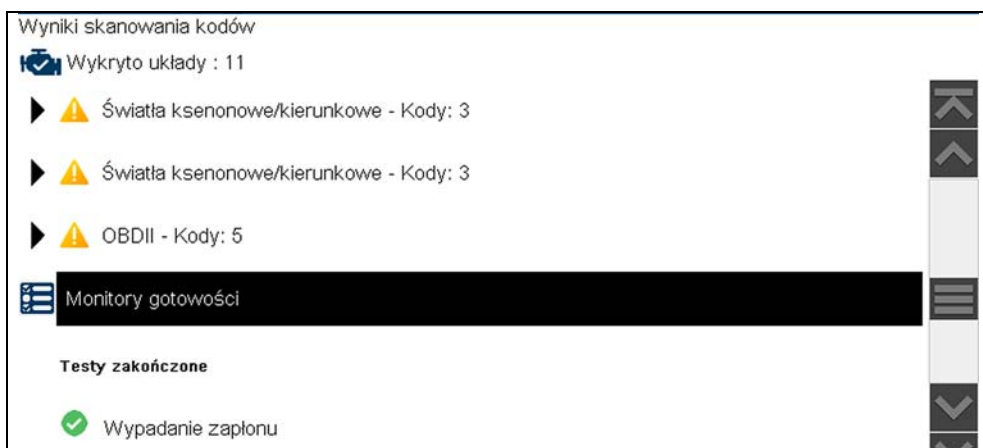 Wyniki skanowania kodów
Wykryto układy : 11
Światła ksenonowe/kierunkowe - Kody: 3
Światła ksenonowe/kierunkowe - Kody: 3
OBDII - Kody: 5
Monitory gotowości
Testy zakończone
Wypadanie zapłonu